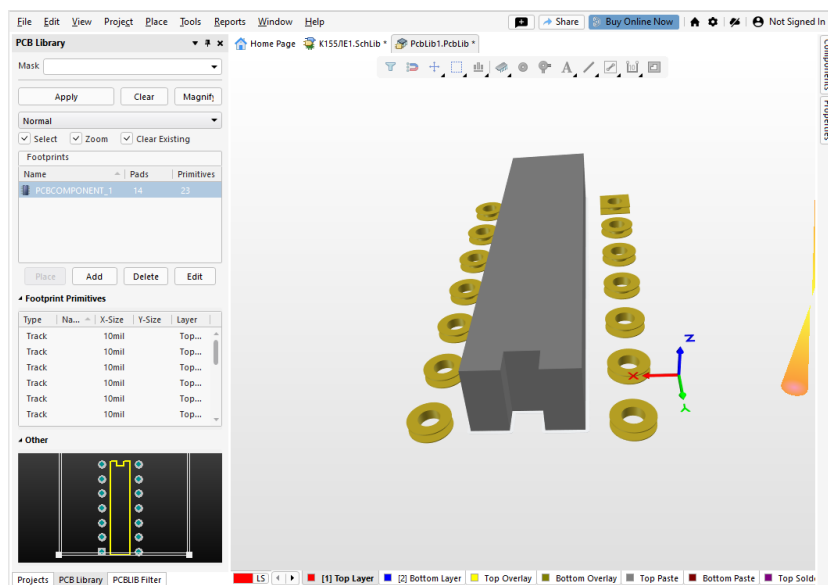 File Edit View Project Place Tools Reports Window Help Share Buy Online Now Not Signed In
PCB Library
Home Page К155ЛЕ1.SchLib * PcbLib1.PcbLib *
Mask
Apply Clear Magnify
Normal
Select Zoom Clear Existing
Footprints
Name Pads Primitives
PCBCOMPONENT_1 14 23
Place Add Delete Edit
Footprint Primitives
Type Na... X-Size Y-Size Layer
Track 10mil Top...
Track 10mil Top...
Track 10mil Top...
Track 10mil Top...
Track 10mil Top...
Track 10mil Top...
Other
Z
X
Y
Components
Properties
LS [1] Top Layer [2] Bottom Layer Top Overlay Bottom Overlay Top Paste Bottom Paste Top Solde
Projects PCB Library PCBLIB Filter